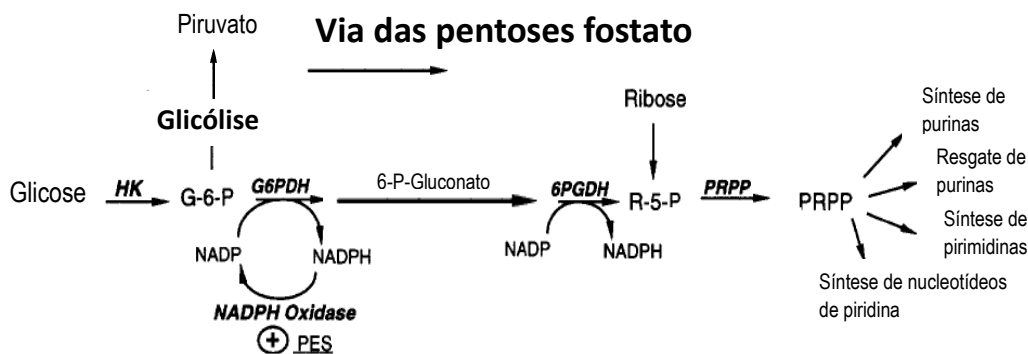 Piruvato
Via das pentoses fostato
Glicólise
Ribose
Glicose
HK
G-6-P
G6PDH
6-P-Gluconato
6PGDH
R-5-P
PRPP
PRPP
Síntese de
purinas
Resgate de
purinas
Síntese de
pirimidinas
Síntese de nucleotídeos
de piridina
NADP
NADPH
NADP
NADPH
NADPH Oxidase
+ PES